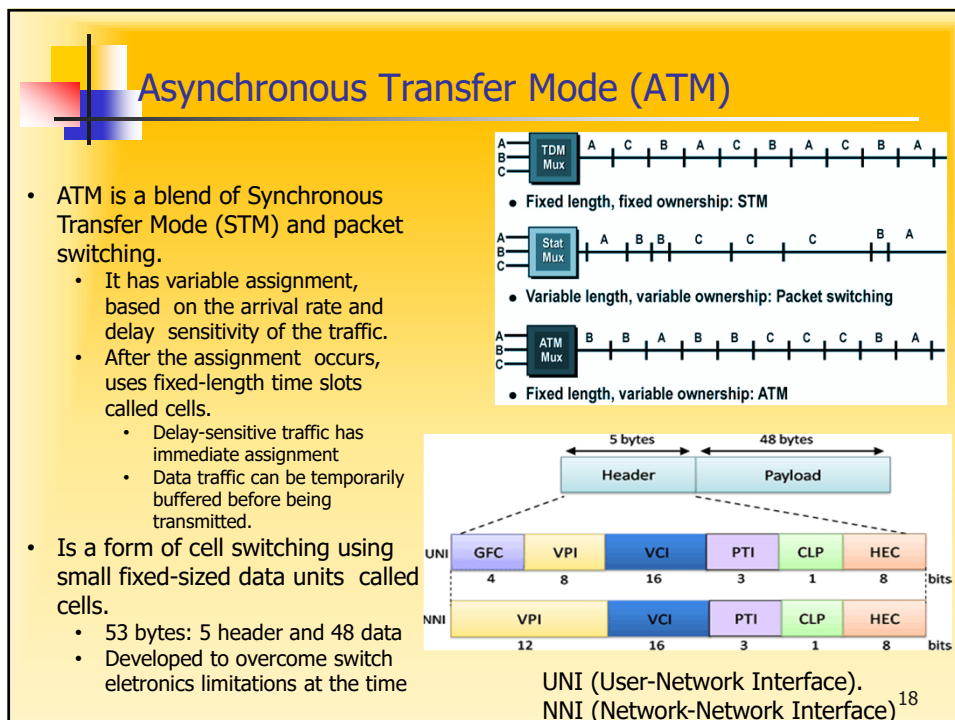 Asynchronous Transfer Mode (ATM)
• ATM is a blend of Synchronous
Transfer Mode (STM) and packet
switching.
• It has variable assignment,
based on the arrival rate and
delay sensitivity of the traffic.
• After the assignment occurs,
uses fixed-length time slots
called cells.
• Delay-sensitive traffic has
immediate assignment
• Data traffic can be temporarily
buffered before being
transmitted.
• Is a form of cell switching using
small fixed-sized data units called
cells.
• 53 bytes: 5 header and 48 data
• Developed to overcome switch
eletronics limitations at the time
A
B
C
TDM
Mux
A C B A C B A C B A
• Fixed length, fixed ownership: STM
A
B
C
Stat
Mux
A B B C C C B A
• Variable length, variable ownership: Packet switching
A
B
C
ATM
Mux
B B A B B C C C B A
• Fixed length, variable ownership: ATM
5 bytes 48 bytes
Header Payload
UNI GFC VPI VCI PTI CLP HEC
4 8 16 3 1 8 bits
NNI VPI VCI PTI CLP HEC
12 16 3 1 8 bits
UNI (User-Network Interface).
NNI (Network-Network Interface)
18